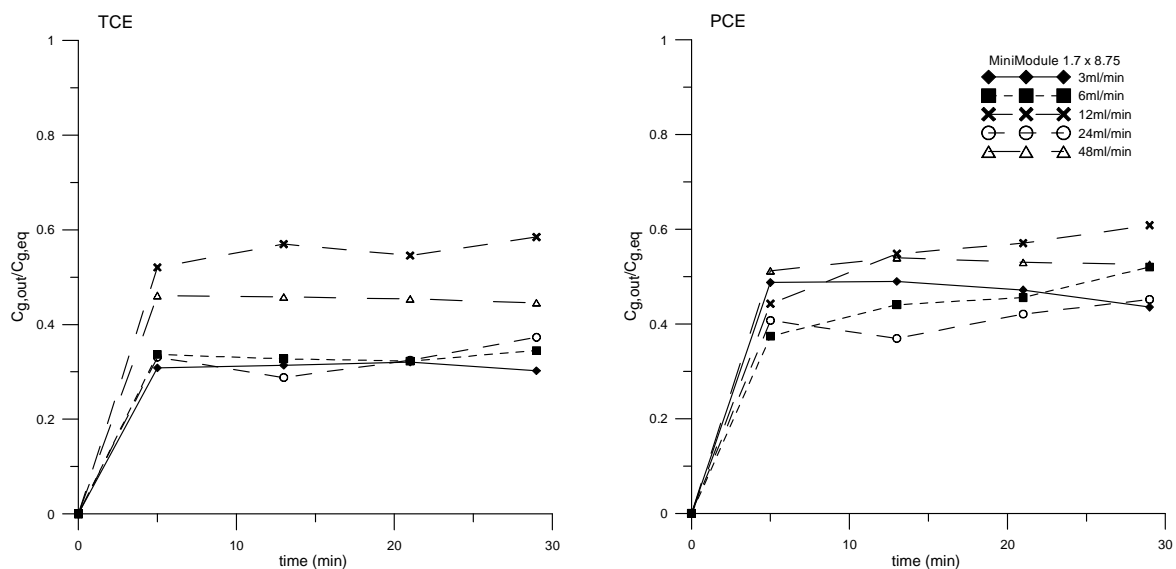 TCE
1
0.8
0.6
0.4
0.2
0
C_g,out/C_g,eq
0 10 20 30
time (min)
PCE
MiniModule 1.7 x 8.75
3ml/min
6ml/min
12ml/min
24ml/min
48ml/min
1
0.8
0.6
0.4
0.2
0
C_g,out/C_g,eq
0 10 20 30
time (min)